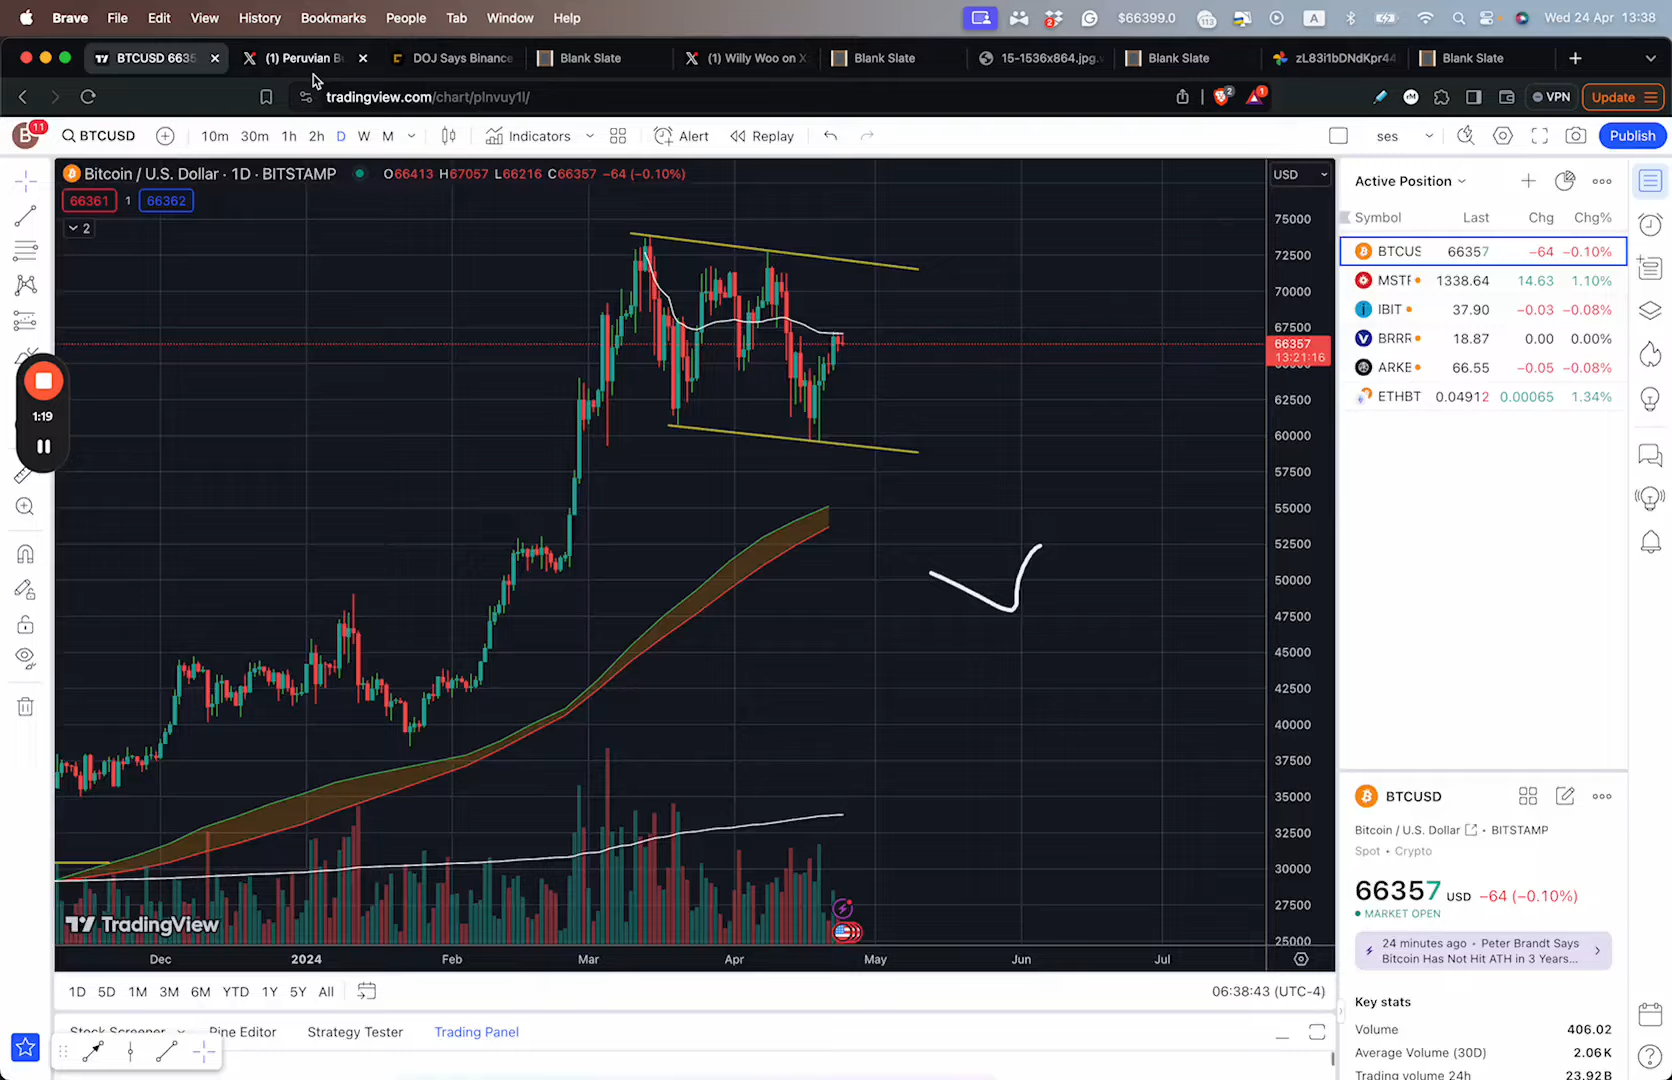 Brave File Edit View History Bookmarks People Tab Window Help $66399.0 113 2 A Wed 24 Apr 13:38
BTCUSD 6635 (1) Peruvian B DOJ Says Binance Blank Slate (1) Willy Woo on X Blank Slate 15-1536x864.jpg. Blank Slate zL83i1bDNdKpr44 Blank Slate
tradingview.com/chart/pInvuy1l/ 2 1 VPN Update
11 BTCUSD 10m 30m 1h 2h D W M Indicators Alert Replay ses Publish
Bitcoin / U.S. Dollar · 1D · BITSTAMP O66413 H67057 L66216 C66357 −64 (−0.10%)
66361 1 66362
2
USD
75000
72500
70000
67500
66357
13:21:16
62500
60000
57500
55000
52500
50000
47500
45000
42500
40000
37500
35000
32500
30000
27500
25000
1:19
TradingView
Dec 2024 Feb Mar Apr May Jun Jul
1D 5D 1M 3M 6M YTD 1Y 5Y All 06:38:43 (UTC-4)
Stock Screener Pine Editor Strategy Tester Trading Panel
Active Position
Symbol Last Chg Chg%
BTCUS 66357 −64 −0.10%
MSTR 1338.64 14.63 1.10%
IBIT 37.90 −0.03 −0.08%
BRRR 18.87 0.00 0.00%
ARKE 66.55 −0.05 −0.08%
ETHBT 0.04912 0.00065 1.34%
BTCUSD
Bitcoin / U.S. Dollar • BITSTAMP
Spot • Crypto
66357 USD −64 (−0.10%)
MARKET OPEN
24 minutes ago • Peter Brandt Says
Bitcoin Has Not Hit ATH in 3 Years...
Key stats
Volume 406.02
Average Volume (30D) 2.06K
Trading volume 24h 23.92B